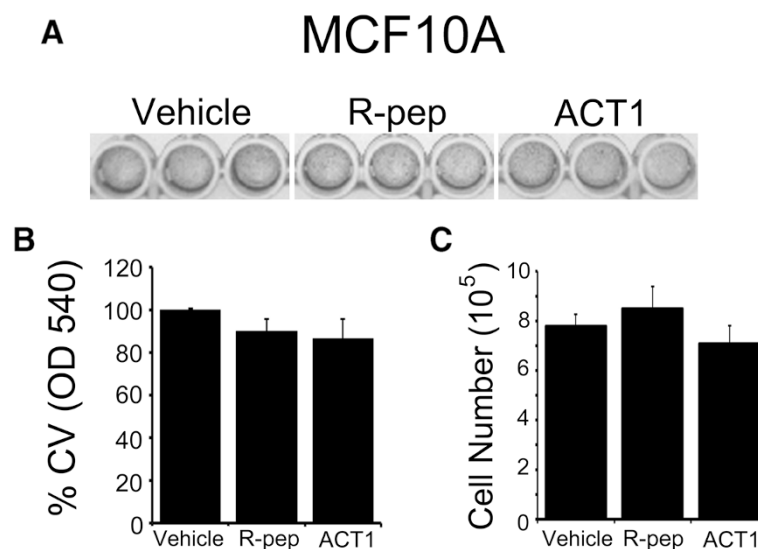 A
MCF10A
Vehicle R-pep ACT1
B
% CV (OD 540)
120
100
80
60
40
20
0
Vehicle R-pep ACT1
C
Cell Number (10⁵)
10
8
6
4
2
0
Vehicle R-pep ACT1